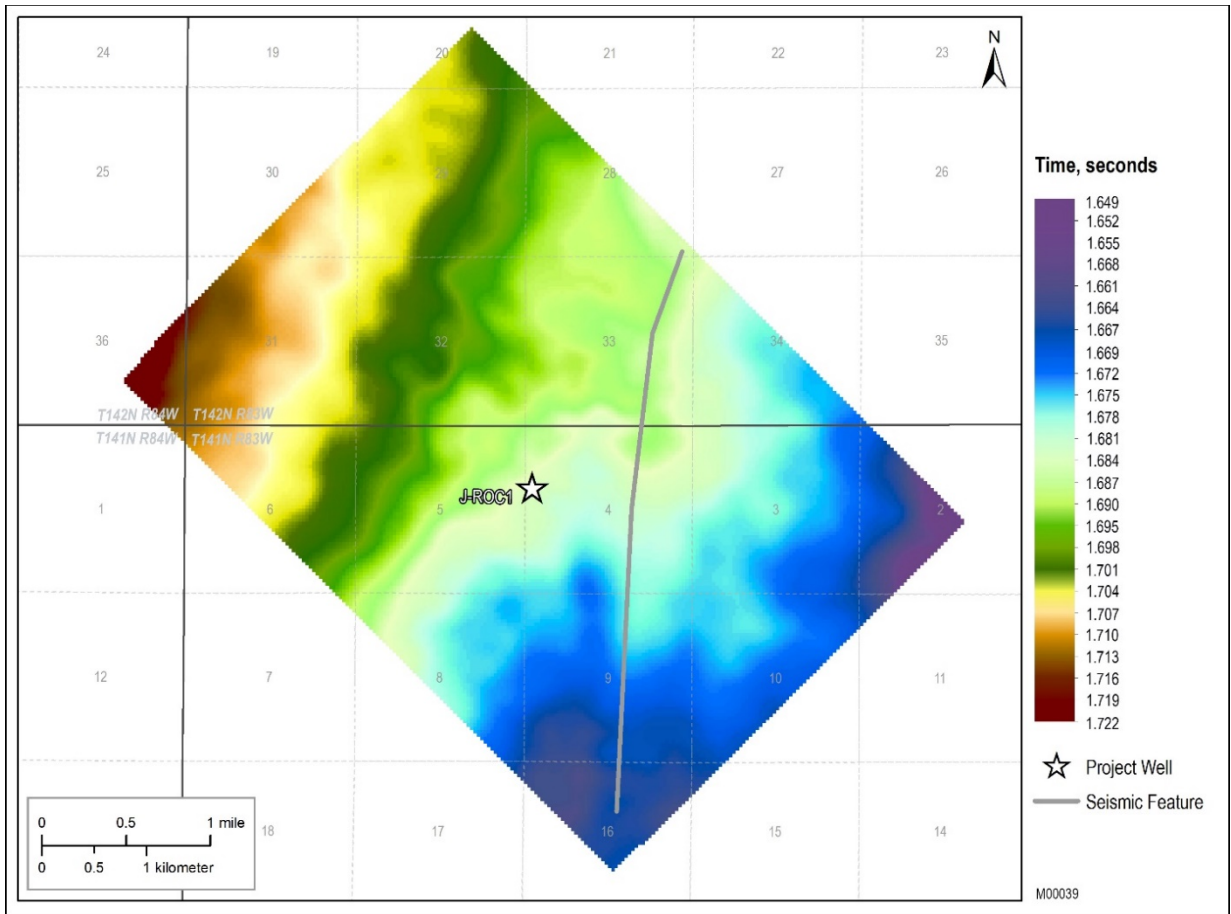 24 19 20 21 22 23
N
25 30 29 28 27 26
Time, seconds
1.649
1.652
1.655
1.668
1.664
1.667
1.669
1.672
1.675
1.678
1.681
1.684
1.687
1.690
1.695
1.698
1.701
1.704
1.707
1.710
1.713
1.716
1.719
1.722
36 31 32 33 34 35
T142N R84W T142N R83W
T141N R84W T141N R83W
J-ROC1
1 6 5 4 3 2
12 7 8 9 10 11
Project Well
Seismic Feature
18 17 16 15 14
0 0.5 1 mile
0 0.5 1 kilometer
M00039